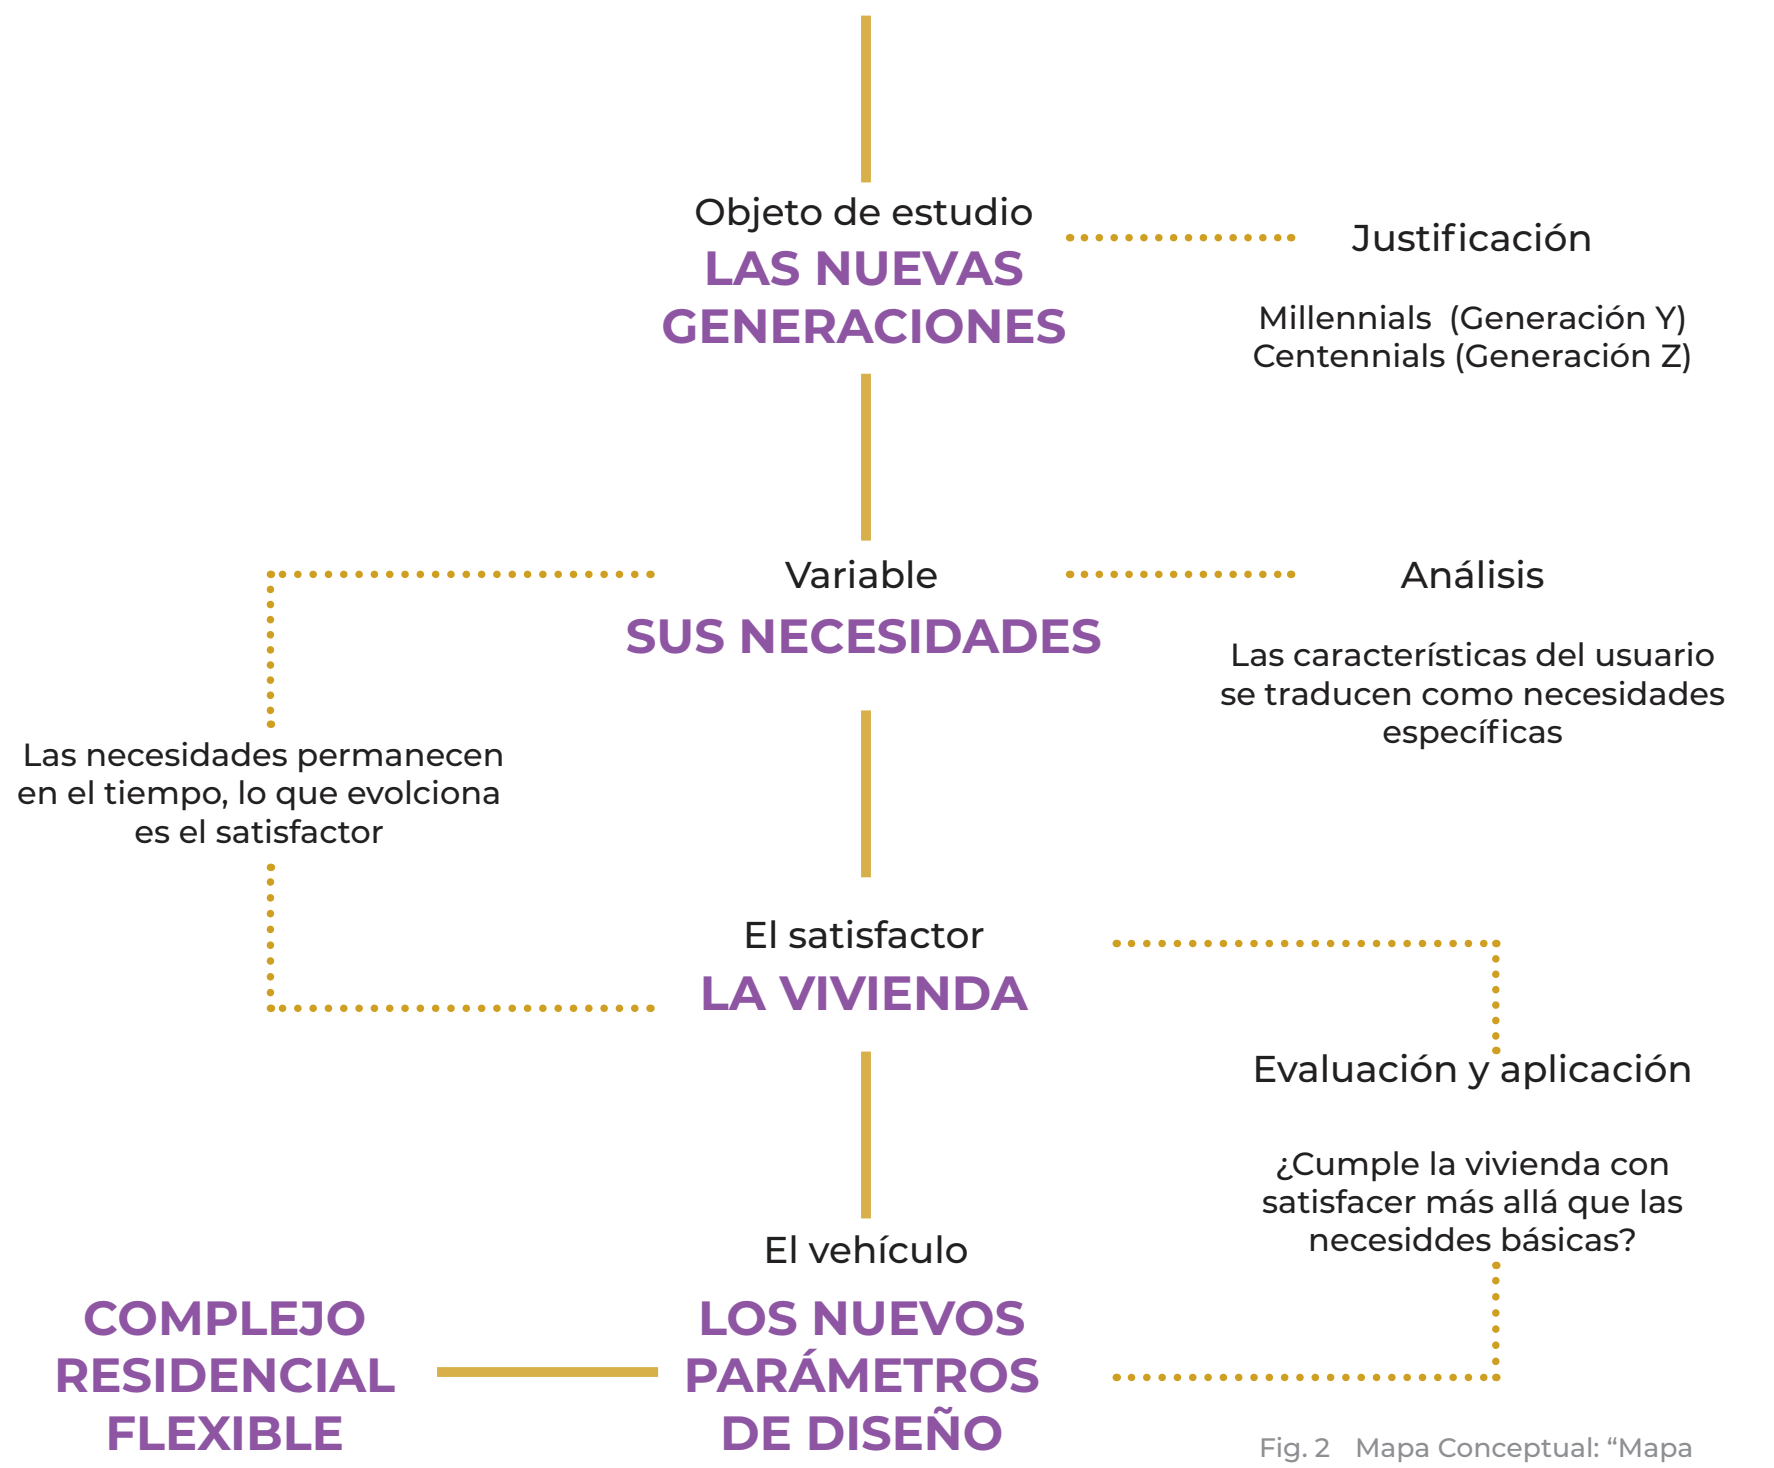 Objeto de estudio
LAS NUEVAS
GENERACIONES
Justificación
Millennials  (Generación Y)
Centennials (Generación Z)
Variable
SUS NECESIDADES
Análisis
Las características del usuario
se traducen como necesidades
específicas
Las necesidades permanecen
en el tiempo, lo que evolciona
es el satisfactor
El satisfactor
LA VIVIENDA
Evaluación y aplicación
¿Cumple la vivienda con
satisfacer más allá que las
necesiddes básicas?
El vehículo
LOS NUEVOS
PARÁMETROS
DE DISEÑO
COMPLEJO
RESIDENCIAL
FLEXIBLE
Fig. 2   Mapa Conceptual: “Mapa